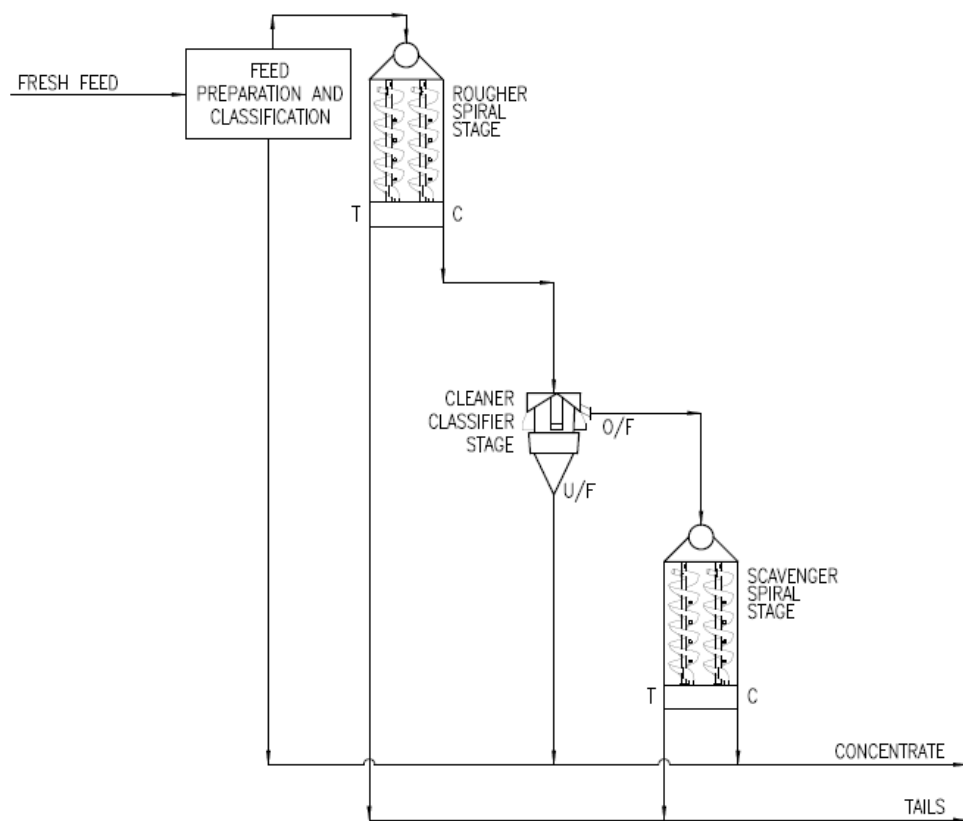 FRESH FEED
FEED
PREPARATION AND
CLASSIFICATION
ROUGHER
SPIRAL
STAGE
T
C
CLEANER
CLASSIFIER
STAGE
O/F
U/F
SCAVENGER
SPIRAL
STAGE
T
C
CONCENTRATE
TAILS